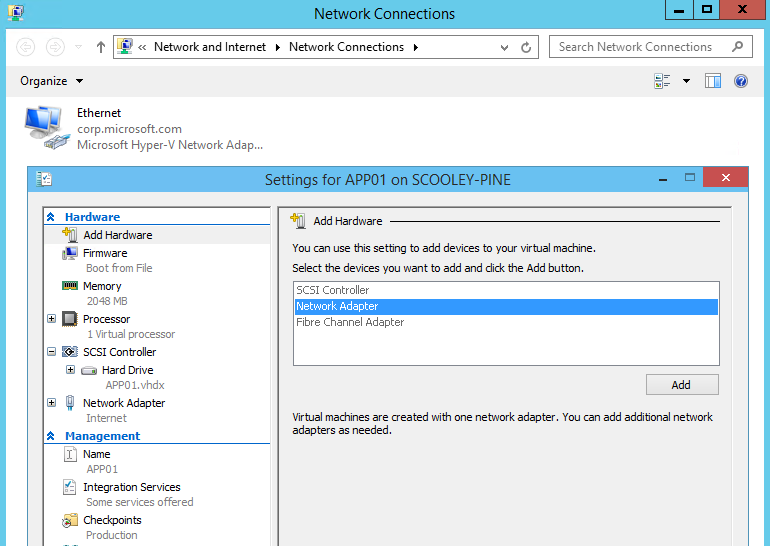 Network Connections
« Network and Internet Network Connections
Search Network Connections
Organize
Ethernet
corp.microsoft.com
Microsoft Hyper-V Network Adap...
Settings for APP01 on SCOOLEY-PINE
Hardware
Add Hardware
Firmware
Boot from File
Memory
2048 MB
Processor
1 Virtual processor
SCSI Controller
Hard Drive
APP01.vhdx
Network Adapter
Internet
Management
Name
APP01
Integration Services
Some services offered
Checkpoints
Production
Add Hardware
You can use this setting to add devices to your virtual machine.
Select the devices you want to add and click the Add button.
SCSI Controller
Network Adapter
Fibre Channel Adapter
Add
Virtual machines are created with one network adapter. You can add additional network
adapters as needed.